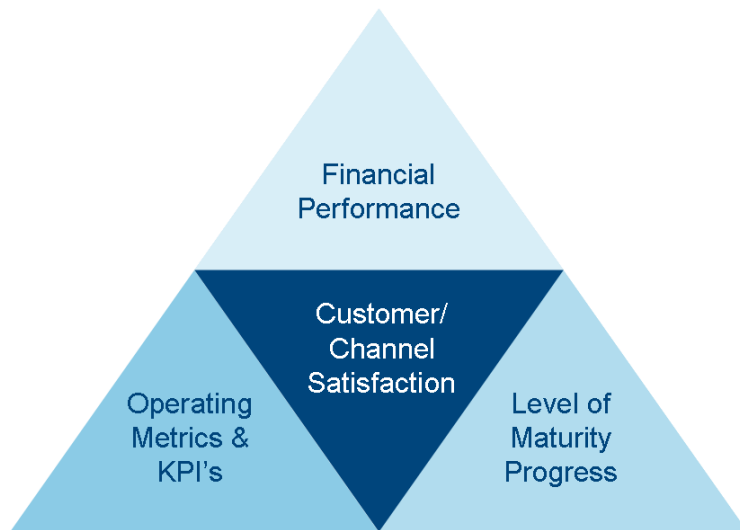 Financial
Performance
Customer/
Channel
Satisfaction
Operating
Metrics &
KPI's
Level of
Maturity
Progress